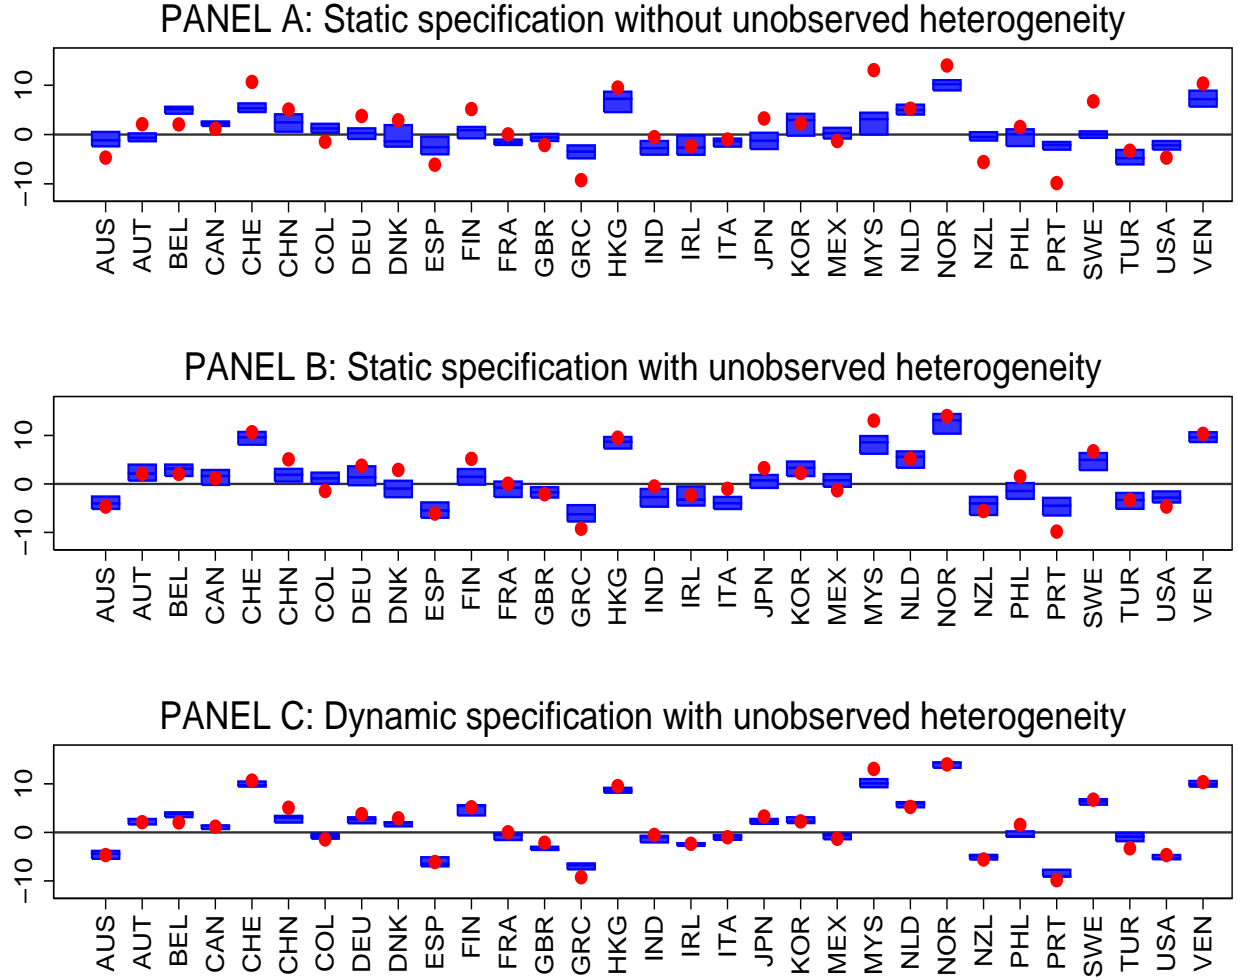 PANEL A: Static specification without unobserved heterogeneity
10
0
−10
AUS AUT BEL CAN CHE CHN COL DEU DNK ESP FIN FRA GBR GRC HKG IND IRL ITA JPN KOR MEX MYS NLD NOR NZL PHL PRT SWE TUR USA VEN
PANEL B: Static specification with unobserved heterogeneity
10
0
−10
AUS AUT BEL CAN CHE CHN COL DEU DNK ESP FIN FRA GBR GRC HKG IND IRL ITA JPN KOR MEX MYS NLD NOR NZL PHL PRT SWE TUR USA VEN
PANEL C: Dynamic specification with unobserved heterogeneity
10
0
−10
AUS AUT BEL CAN CHE CHN COL DEU DNK ESP FIN FRA GBR GRC HKG IND IRL ITA JPN KOR MEX MYS NLD NOR NZL PHL PRT SWE TUR USA VEN